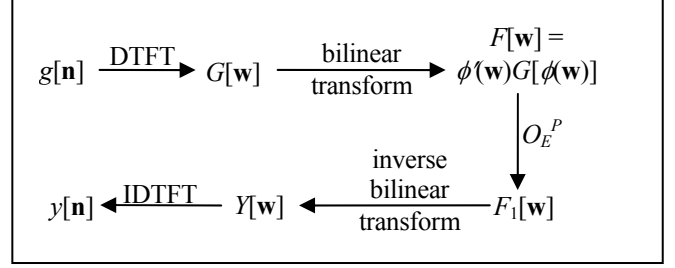 g[n] DTFT G[w] bilinear transform F[w] =
ϕ′(w)G[ϕ(w)]
O_E^P
y[n] IDTFT Y[w] inverse
bilinear
transform F₁[w]